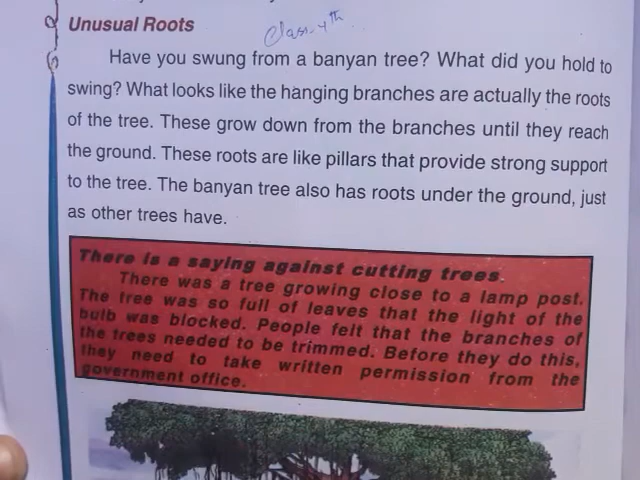 Unusual Roots
Class - 4th
Have you swung from a banyan tree? What did you hold to
swing? What looks like the hanging branches are actually the roots
of the tree. These grow down from the branches until they reach
the ground. These roots are like pillars that provide strong support
to the tree. The banyan tree also has roots under the ground, just
as other trees have.
There is a saying against cutting trees.
There was a tree growing close to a lamp post.
The tree was so full of leaves that the light of the
bulb was blocked. People felt that the branches of
the trees needed to be trimmed. Before they do this,
they need to take written permission from the
government office.